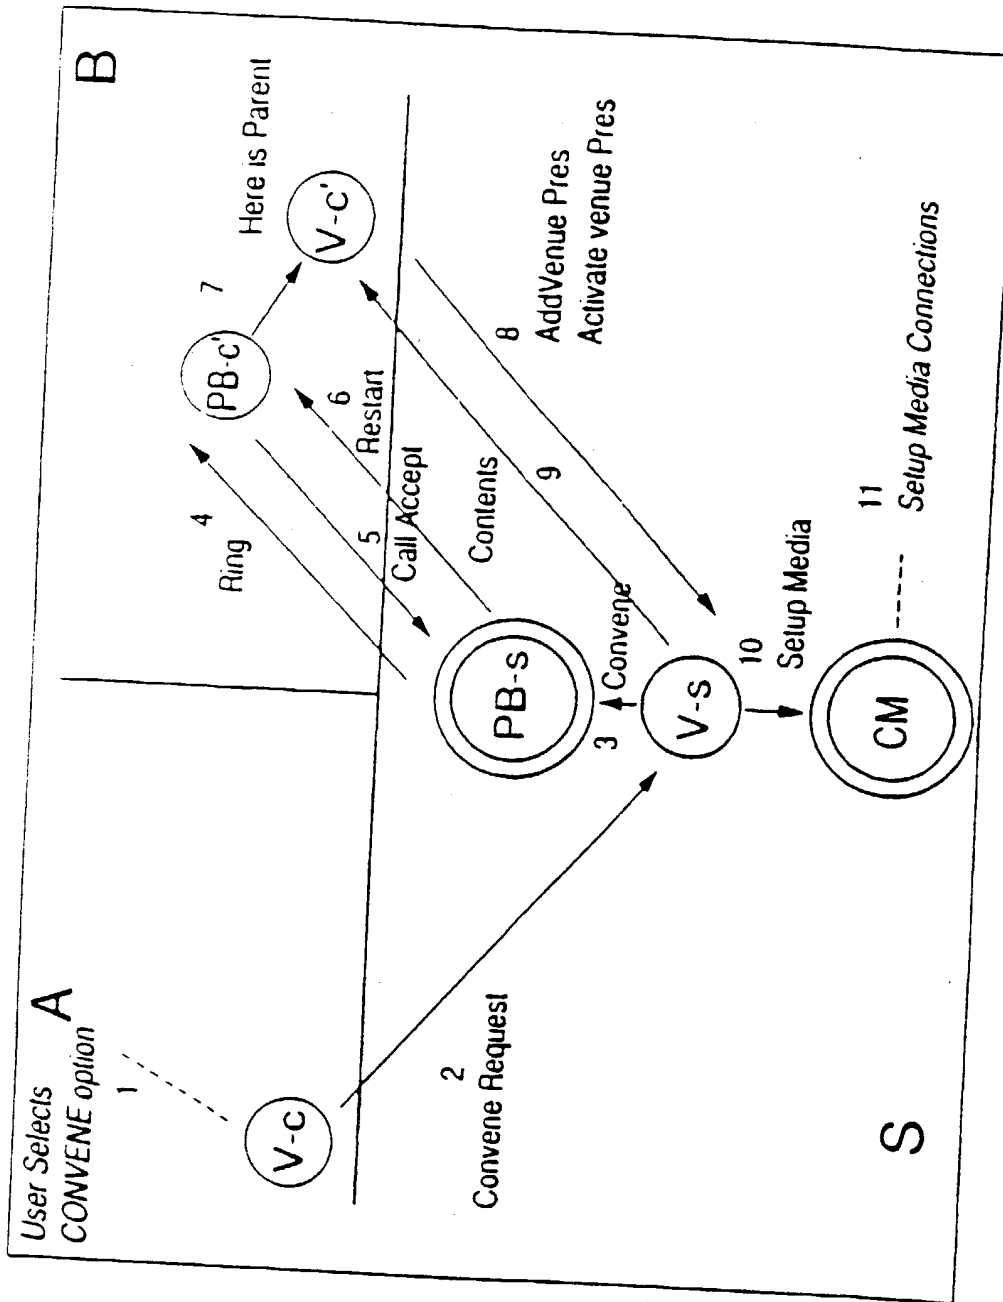 User Selects
CONVENE option
A
1
V-C
2
Convene Request
S
B
4
Ring
5
Call Accept
6
Restart
PB-C'
7
Here is Parent
V-C'
PB-S
Contents
3
Convene
V-S
8
AddVenue Pres
Activate venue Pres
9
10
Setup Media
CM
11
Setup Media Connections